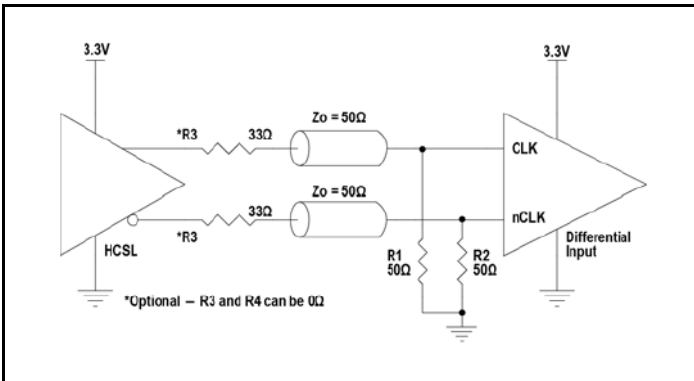 3.3V
3.3V
*R3
33Ω
Zo = 50Ω
CLK
Zo = 50Ω
*R3
33Ω
nCLK
HCSL
R1
50Ω
R2
50Ω
Differential
Input
*Optional – R3 and R4 can be 0Ω